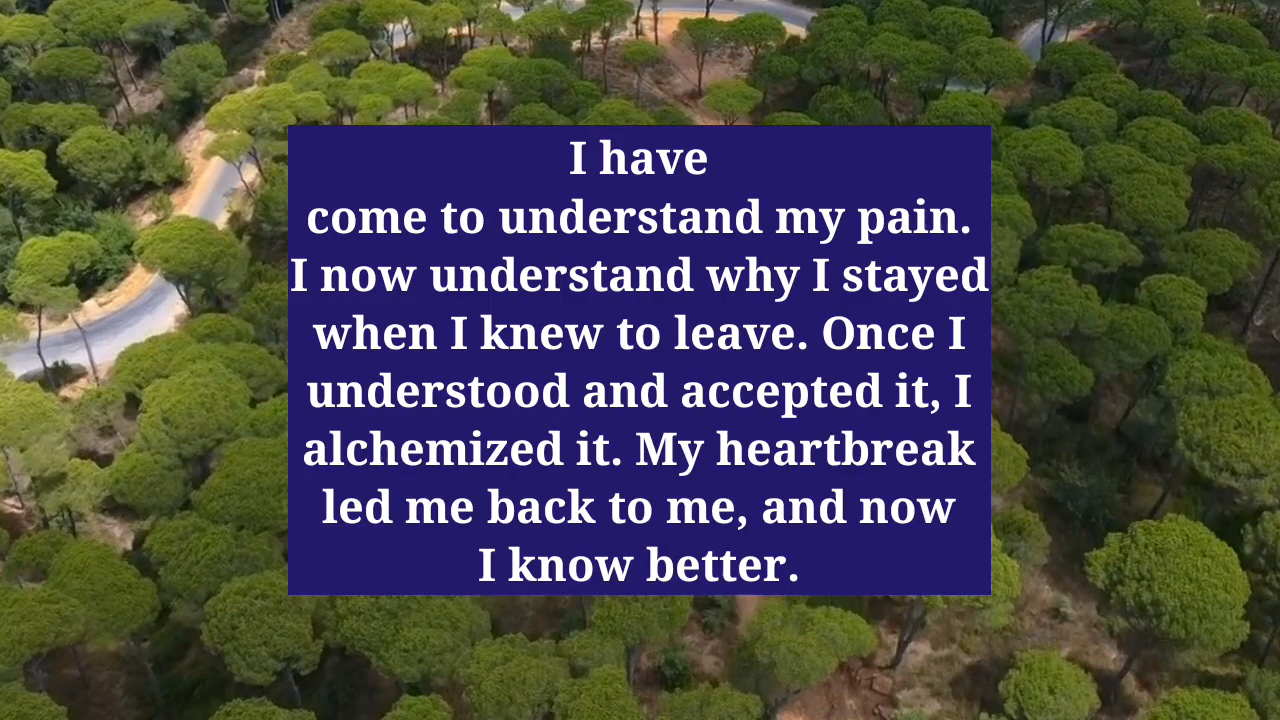 I have
come to understand my pain.
I now understand why I stayed
when I knew to leave. Once I
understood and accepted it, I
alchemized it. My heartbreak
led me back to me, and now
I know better.